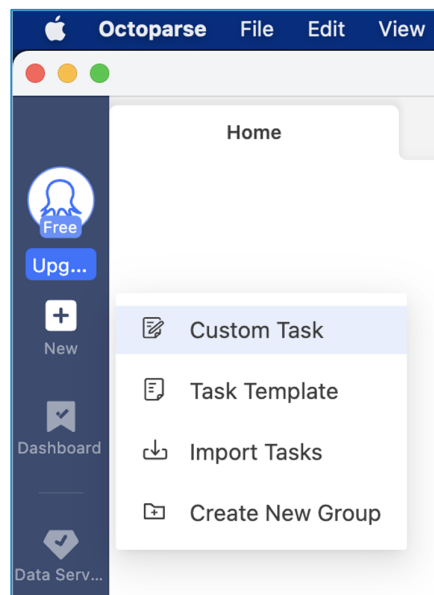 Octoparse File Edit View
Home
Free
Upg...
New
Custom Task
Task Template
Import Tasks
Create New Group
Dashboard
Data Serv...